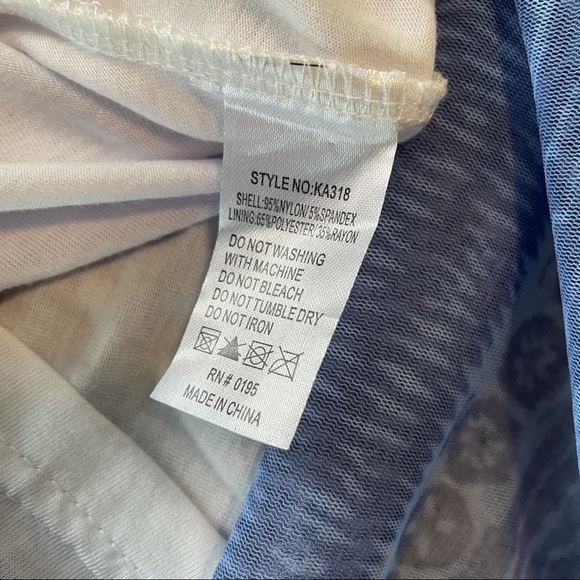 STYLE NO:KA318
SHELL:95%NYLON/5%SPANDEX
LINING:65%POLYESTER/35%RAYON
DO NOT WASHING
WITH MACHINE
DO NOT BLEACH
DO NOT TUMBLE DRY
DO NOT IRON
RN# 0195
MADE IN CHINA